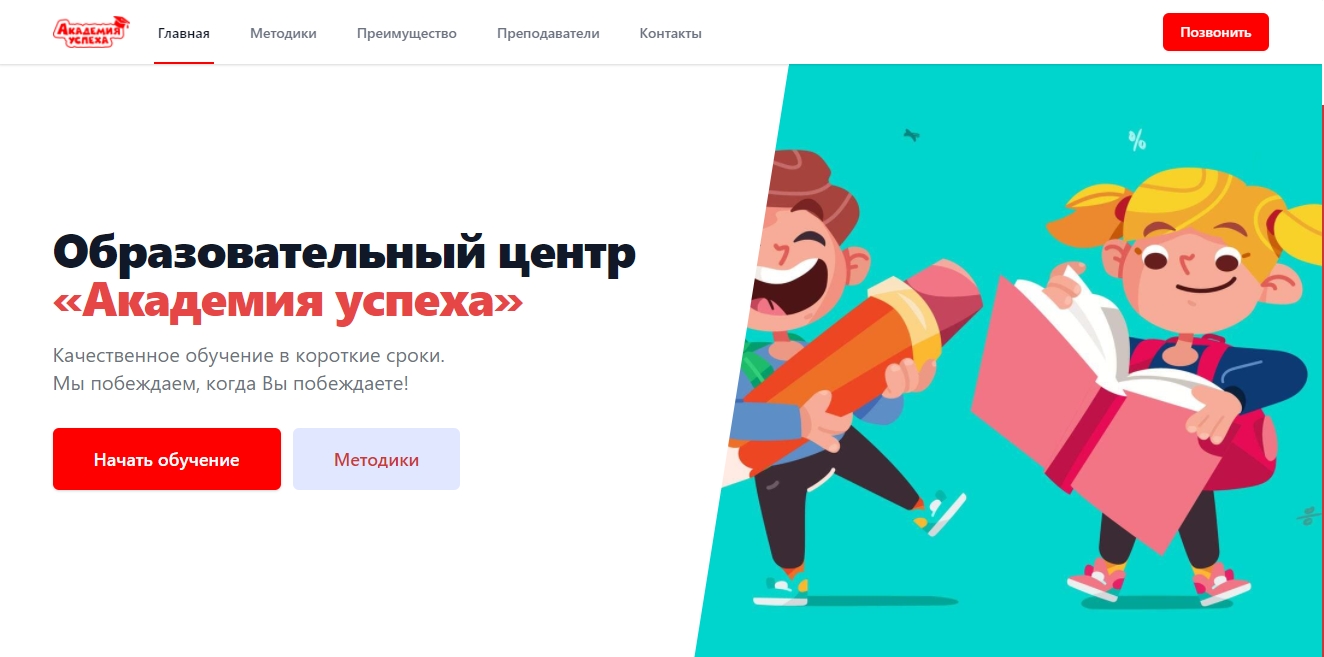 АКАДЕМИЯ
УСПЕХА
Главная
Методики
Преимущество
Преподаватели
Контакты
Позвонить
Образовательный центр
«Академия успеха»
Качественное обучение в короткие сроки.
Мы побеждаем, когда Вы побеждаете!
Начать обучение
Методики
%